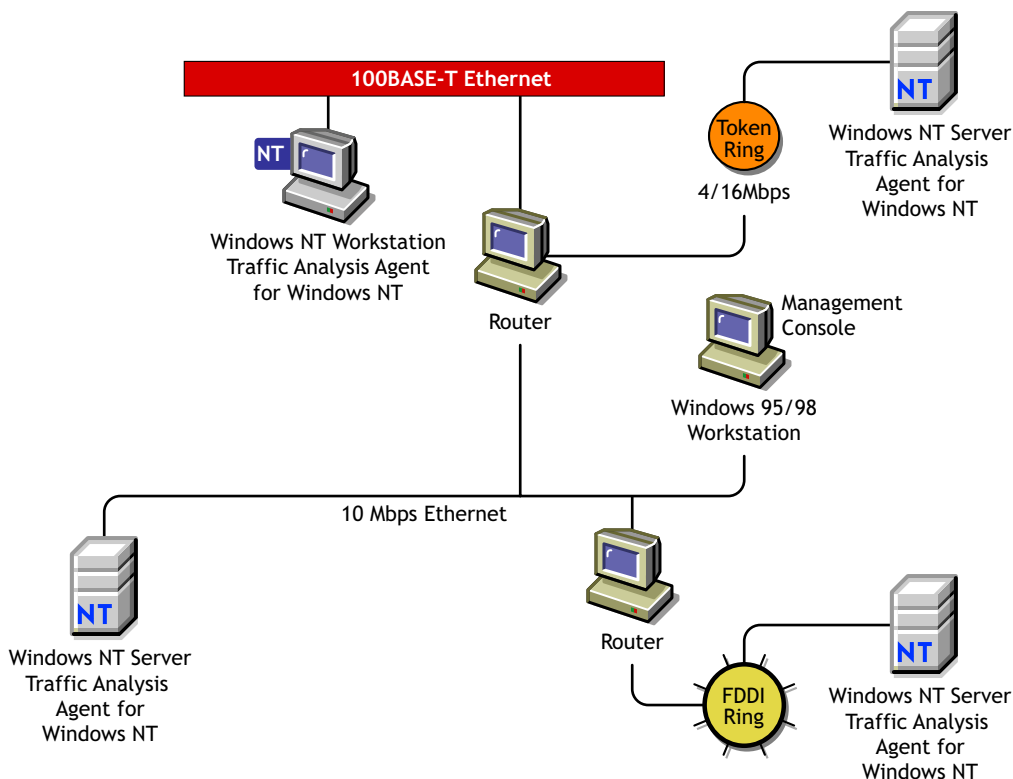 100BASE-T Ethernet
NT
Windows NT Workstation
Traffic Analysis Agent
for Windows NT
Router
Token
Ring
4/16Mbps
NT
Windows NT Server
Traffic Analysis
Agent for
Windows NT
Management
Console
Windows 95/98
Workstation
10 Mbps Ethernet
NT
Windows NT Server
Traffic Analysis
Agent for
Windows NT
Router
FDDI
Ring
NT
Windows NT Server
Traffic Analysis
Agent for
Windows NT